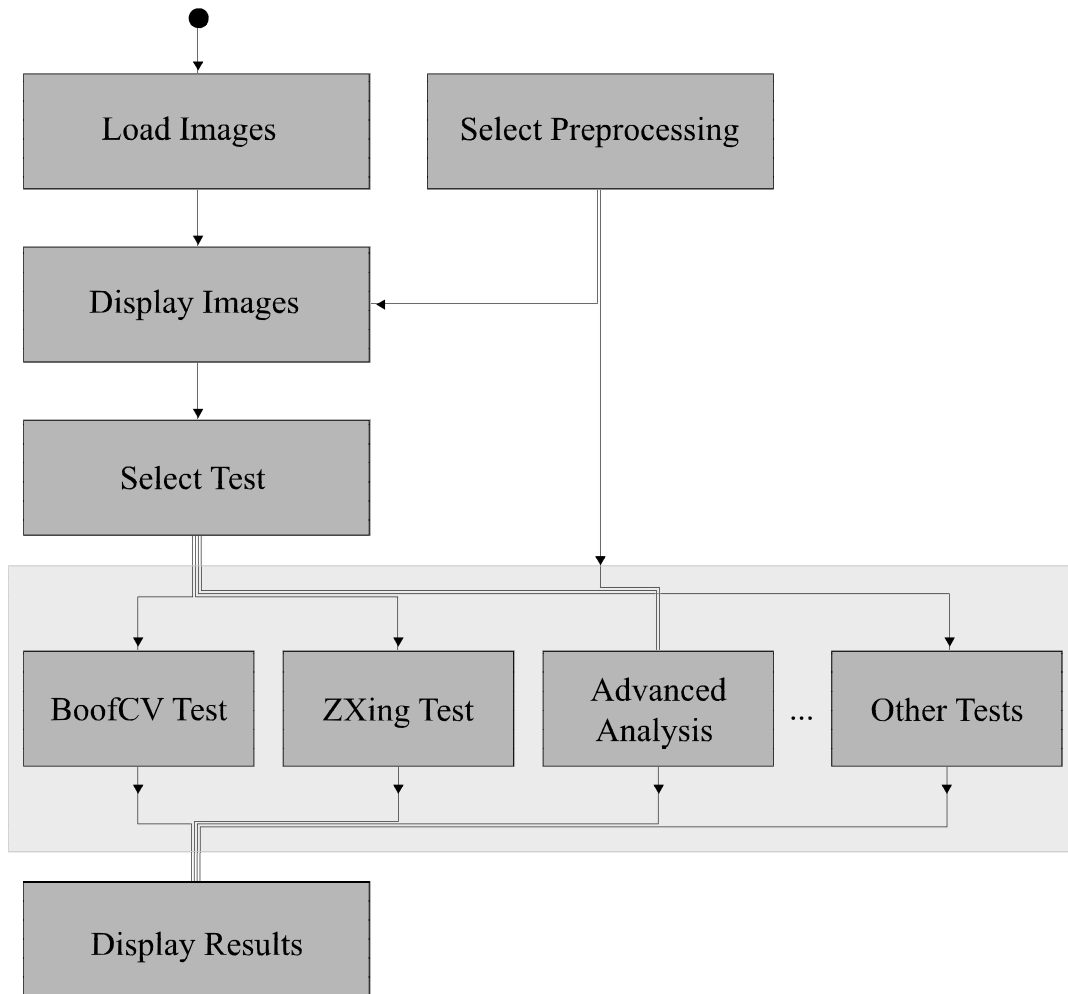 Load Images
Select Preprocessing
Display Images
Select Test
BoofCV Test
ZXing Test
Advanced
Analysis
...
Other Tests
Display Results